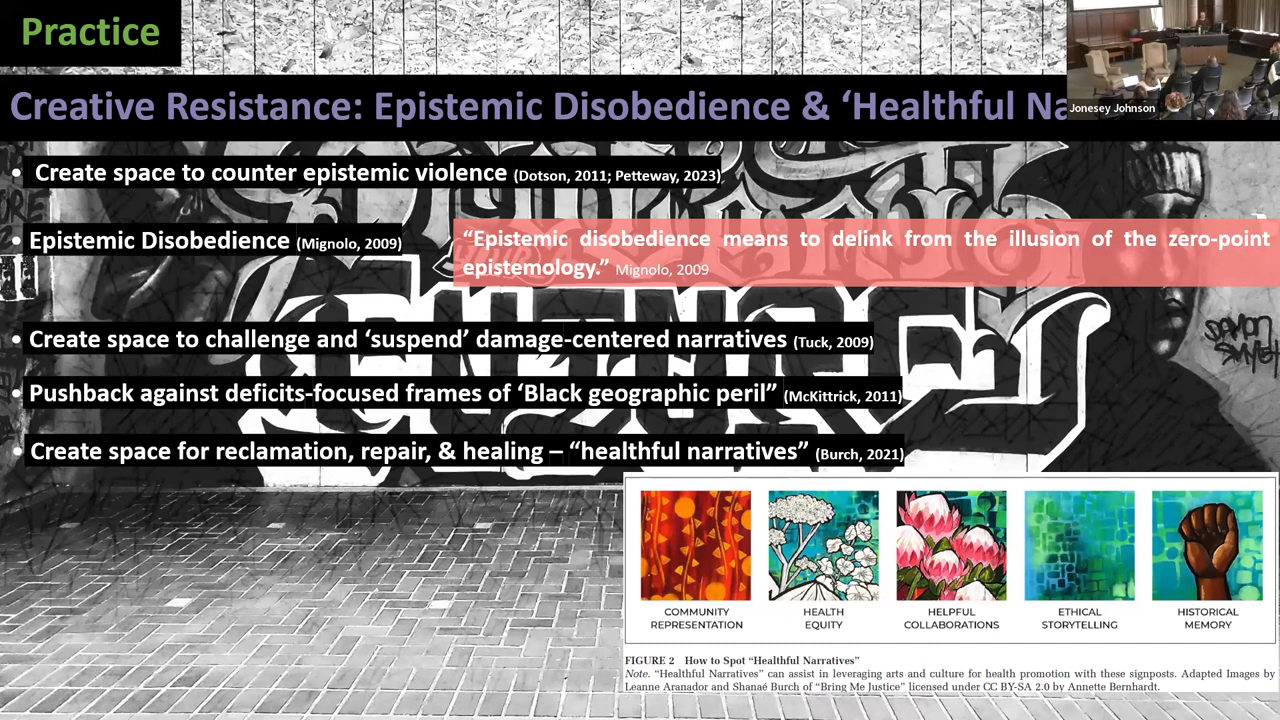 Practice
Creative Resistance: Epistemic Disobedience & ‘Healthful Na
Jonesey Johnson
• Create space to counter epistemic violence (Dotson, 2011; Petteway, 2023)
• Epistemic Disobedience (Mignolo, 2009)
“Epistemic disobedience means to delink from the illusion of the zero-point
epistemology.” Mignolo, 2009
• Create space to challenge and ‘suspend’ damage-centered narratives (Tuck, 2009)
• Pushback against deficits-focused frames of ‘Black geographic peril” (McKittrick, 2011)
• Create space for reclamation, repair, & healing – “healthful narratives” (Burch, 2021)
COMMUNITY
REPRESENTATION
HEALTH
EQUITY
HELPFUL
COLLABORATIONS
ETHICAL
STORYTELLING
HISTORICAL
MEMORY
FIGURE 2 How to Spot “Healthful Narratives”
Note. “Healthful Narratives” can assist in leveraging arts and culture for health promotion with these signposts. Adapted Images by
Leanne Aranador and Shanaé Burch of “Bring Me Justice” licensed under CC BY-SA 2.0 by Annette Bernhardt.